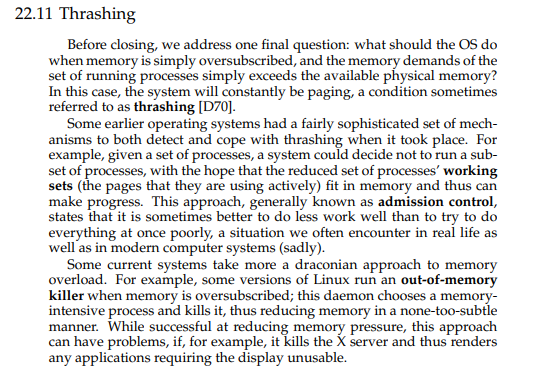 22.11 Thrashing
Before closing, we address one final question: what should the OS do
when memory is simply oversubscribed, and the memory demands of the
set of running processes simply exceeds the available physical memory?
In this case, the system will constantly be paging, a condition sometimes
referred to as thrashing [D70].
Some earlier operating systems had a fairly sophisticated set of mech-
anisms to both detect and cope with thrashing when it took place. For
example, given a set of processes, a system could decide not to run a sub-
set of processes, with the hope that the reduced set of processes' working
sets (the pages that they are using actively) fit in memory and thus can
make progress. This approach, generally known as admission control,
states that it is sometimes better to do less work well than to try to do
everything at once poorly, a situation we often encounter in real life as
well as in modern computer systems (sadly).
Some current systems take more a draconian approach to memory
overload. For example, some versions of Linux run an out-of-memory
killer when memory is oversubscribed; this daemon chooses a memory-
intensive process and kills it, thus reducing memory in a none-too-subtle
manner. While successful at reducing memory pressure, this approach
can have problems, if, for example, it kills the X server and thus renders
any applications requiring the display unusable.